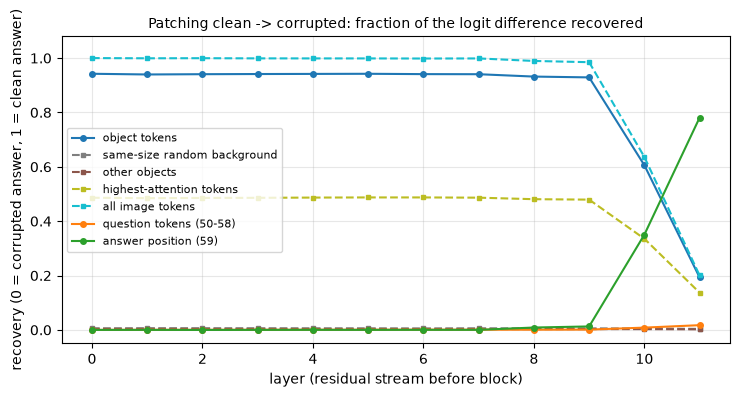 Patching clean -> corrupted: fraction of the logit difference recovered
recovery (0 = corrupted answer, 1 = clean answer)
1.0
0.8
0.6
0.4
0.2
0.0
object tokens
same-size random background
other objects
highest-attention tokens
all image tokens
question tokens (50-58)
answer position (59)
0 2 4 6 8 10
layer (residual stream before block)